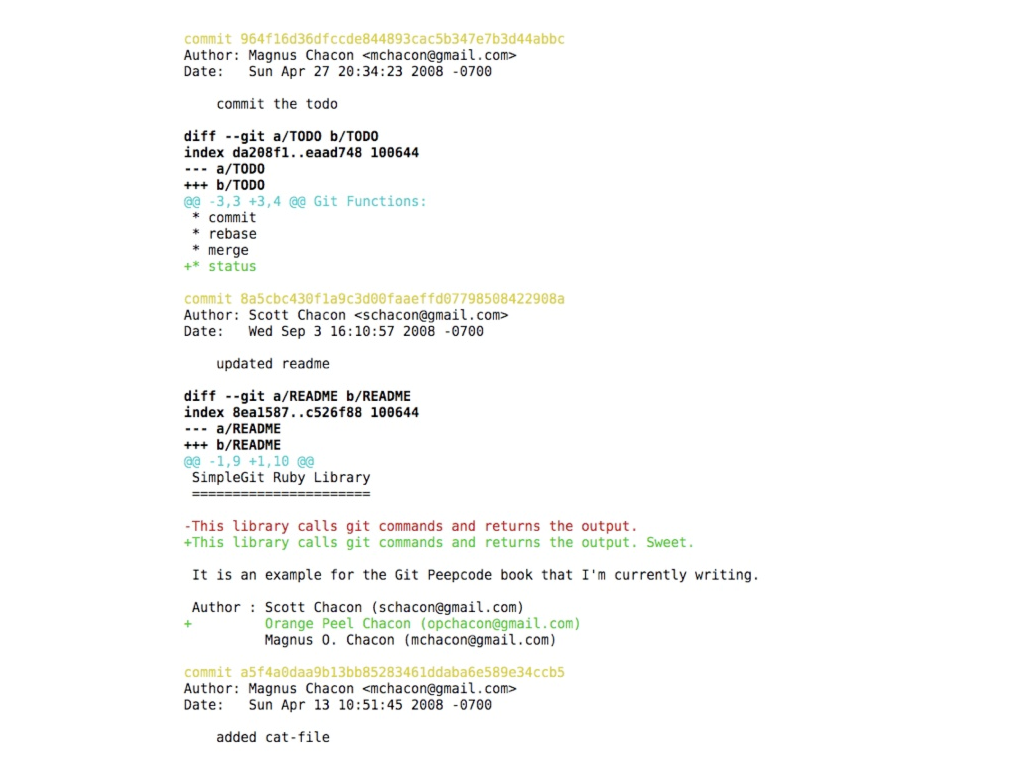 commit 964f16d36dfccde844893cac5b347e7b3d44abbc
Author: Magnus Chacon <mchacon@gmail.com>
Date:   Sun Apr 27 20:34:23 2008 -0700

    commit the todo

diff --git a/TODO b/TODO
index da208f1..eaad748 100644
--- a/TODO
+++ b/TODO
@@ -3,3 +3,4 @@ Git Functions:
 * commit
 * rebase
 * merge
+* status

commit 8a5cbc430f1a9c3d00faaeffd07798508422908a
Author: Scott Chacon <schacon@gmail.com>
Date:   Wed Sep 3 16:10:57 2008 -0700

    updated readme

diff --git a/README b/README
index 8ea1587..c526f88 100644
--- a/README
+++ b/README
@@ -1,9 +1,10 @@
 SimpleGit Ruby Library
 ======================

-This library calls git commands and returns the output.
+This library calls git commands and returns the output. Sweet.

 It is an example for the Git Peepcode book that I'm currently writing.

 Author : Scott Chacon (schacon@gmail.com)
+         Orange Peel Chacon (opchacon@gmail.com)
          Magnus O. Chacon (mchacon@gmail.com)

commit a5f4a0daa9b13bb85283461ddaba6e589e34ccb5
Author: Magnus Chacon <mchacon@gmail.com>
Date:   Sun Apr 13 10:51:45 2008 -0700

    added cat-file